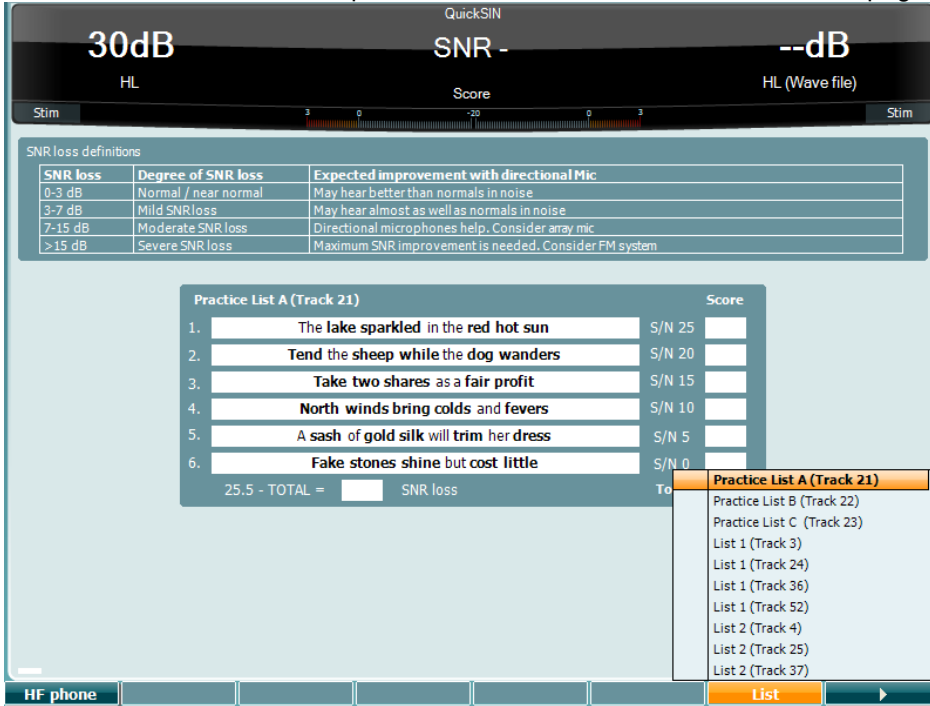 QuickSIN
30dB SNR - --dB
HL Score HL (Wave file)
Stim 3 0 -20 0 3 Stim
SNR loss definitions
SNR loss Degree of SNR loss Expected improvement with directional Mic
0-3 dB Normal / near normal May hear better than normals in noise
3-7 dB Mild SNR loss May hear almost as well as normals in noise
7-15 dB Moderate SNR loss Directional microphones help. Consider array mic
>15 dB Severe SNR loss Maximum SNR improvement is needed. Consider FM system
Practice List A (Track 21) Score
1. The lake sparkled in the red hot sun S/N 25
2. Tend the sheep while the dog wanders S/N 20
3. Take two shares as a fair profit S/N 15
4. North winds bring colds and fevers S/N 10
5. A sash of gold silk will trim her dress S/N 5
6. Fake stones shine but cost little S/N 0
25.5 - TOTAL = SNR loss To
Practice List A (Track 21)
Practice List B (Track 22)
Practice List C (Track 23)
List 1 (Track 3)
List 1 (Track 24)
List 1 (Track 36)
List 1 (Track 52)
List 2 (Track 4)
List 2 (Track 25)
List 2 (Track 37)
HF phone List